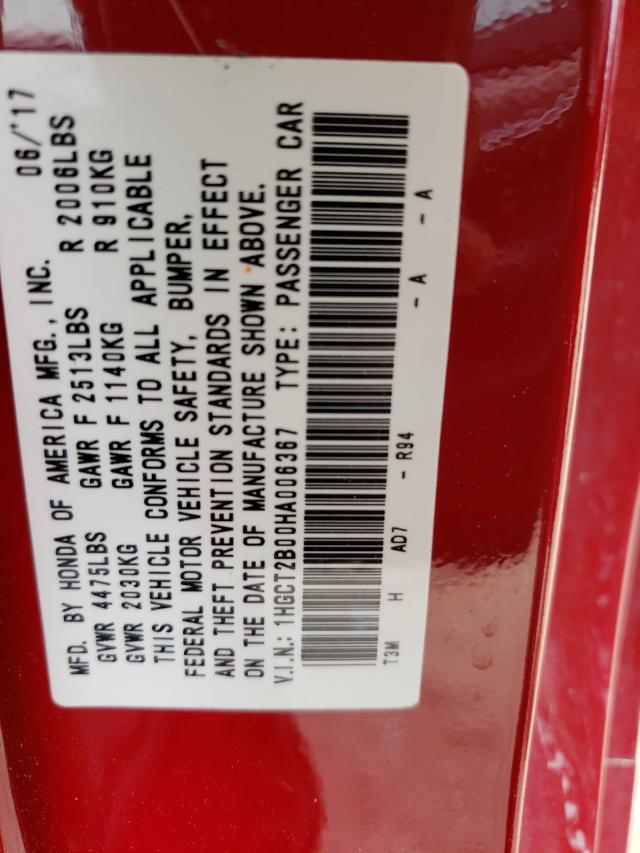 MFD. BY HONDA OF AMERICA MFG., INC. 06/'17
GVWR 4475LBS GAWR F 2513LBS R 2006LBS
GVWR 2030KG GAWR F 1140KG R 910KG
THIS VEHICLE CONFORMS TO ALL APPLICABLE
FEDERAL MOTOR VEHICLE SAFETY, BUMPER,
AND THEFT PREVENTION STANDARDS IN EFFECT
ON THE DATE OF MANUFACTURE SHOWN ABOVE.
V.I.N.: 1HGCT2B00HA006367 TYPE: PASSENGER CAR
T3M H AD7 - R94 - A - A